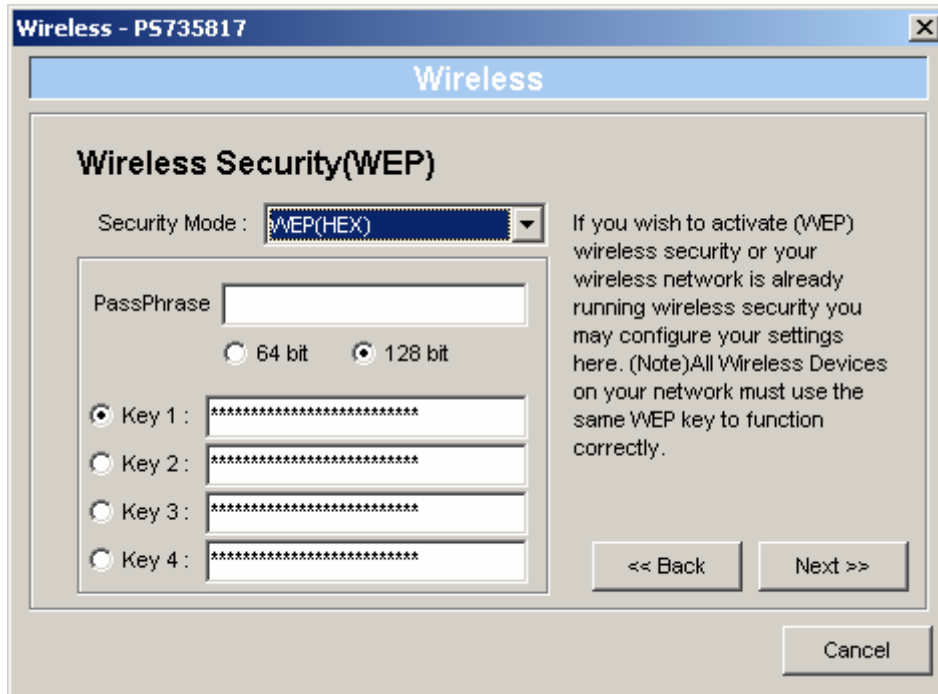 Wireless - PS735817
Wireless
Wireless Security(WEP)
Security Mode : WEP(HEX)
PassPhrase
64 bit 128 bit
Key 1 : **************************
Key 2 : **************************
Key 3 : **************************
Key 4 : **************************
If you wish to activate (WEP)
wireless security or your
wireless network is already
running wireless security you
may configure your settings
here. (Note)All Wireless Devices
on your network must use the
same WEP key to function
correctly.
<< Back Next >>
Cancel